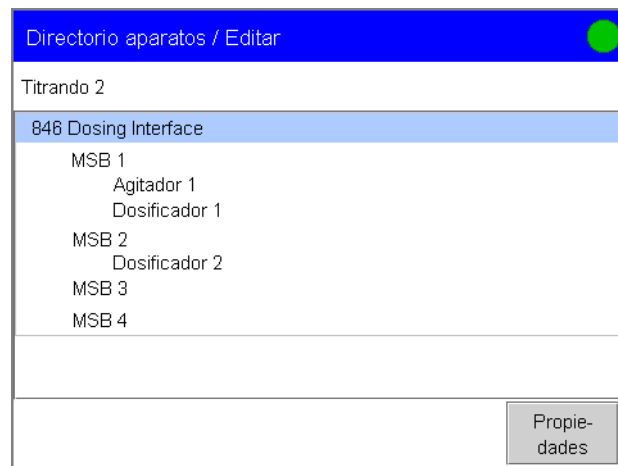 Directorio aparatos / Editar
Titrando 2
846 Dosing Interface
MSB 1
Agitador 1
Dosificador 1
MSB 2
Dosificador 2
MSB 3
MSB 4
Propie-
dades